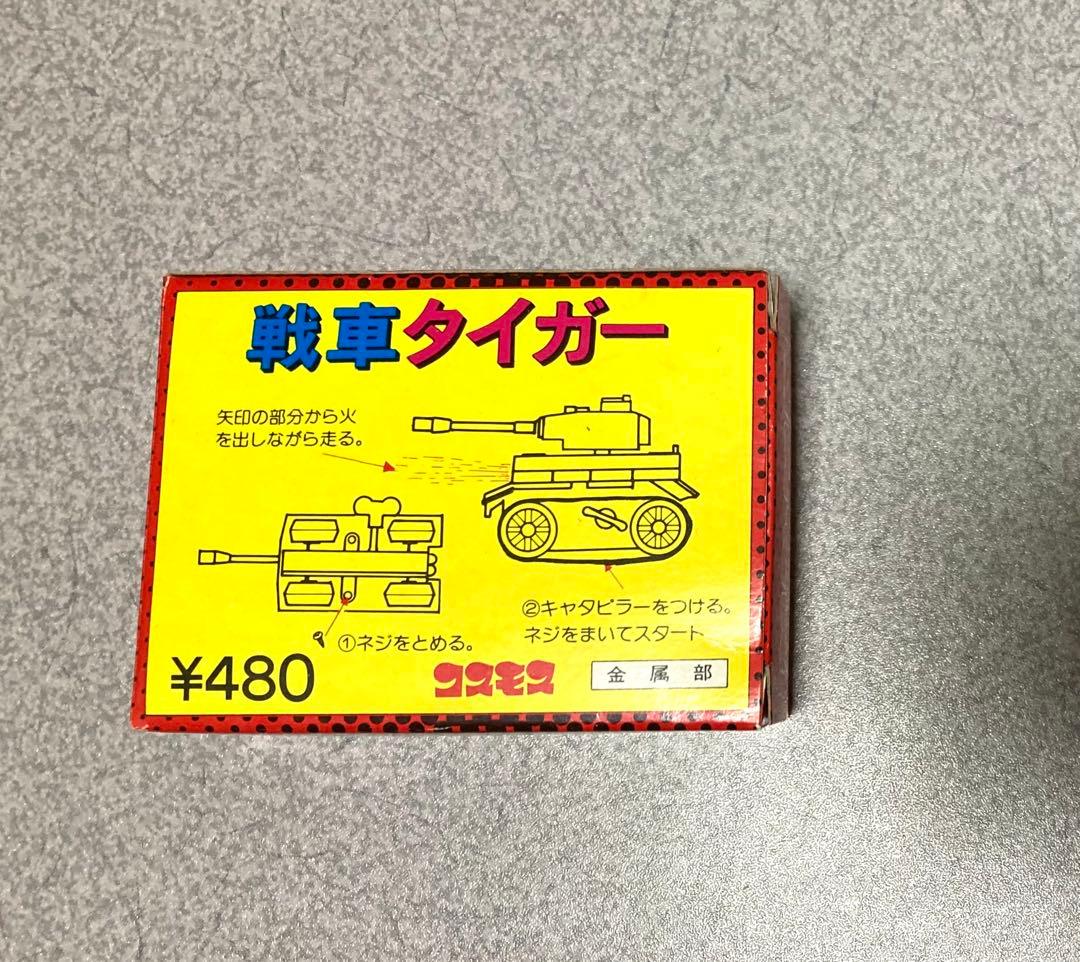 戦車タイガー
矢印の部分から火
を出しながら走る。
①ネジをとめる。
②キャタピラーをつける。
ネジをまいてスタート
¥480
コスモス
金属部